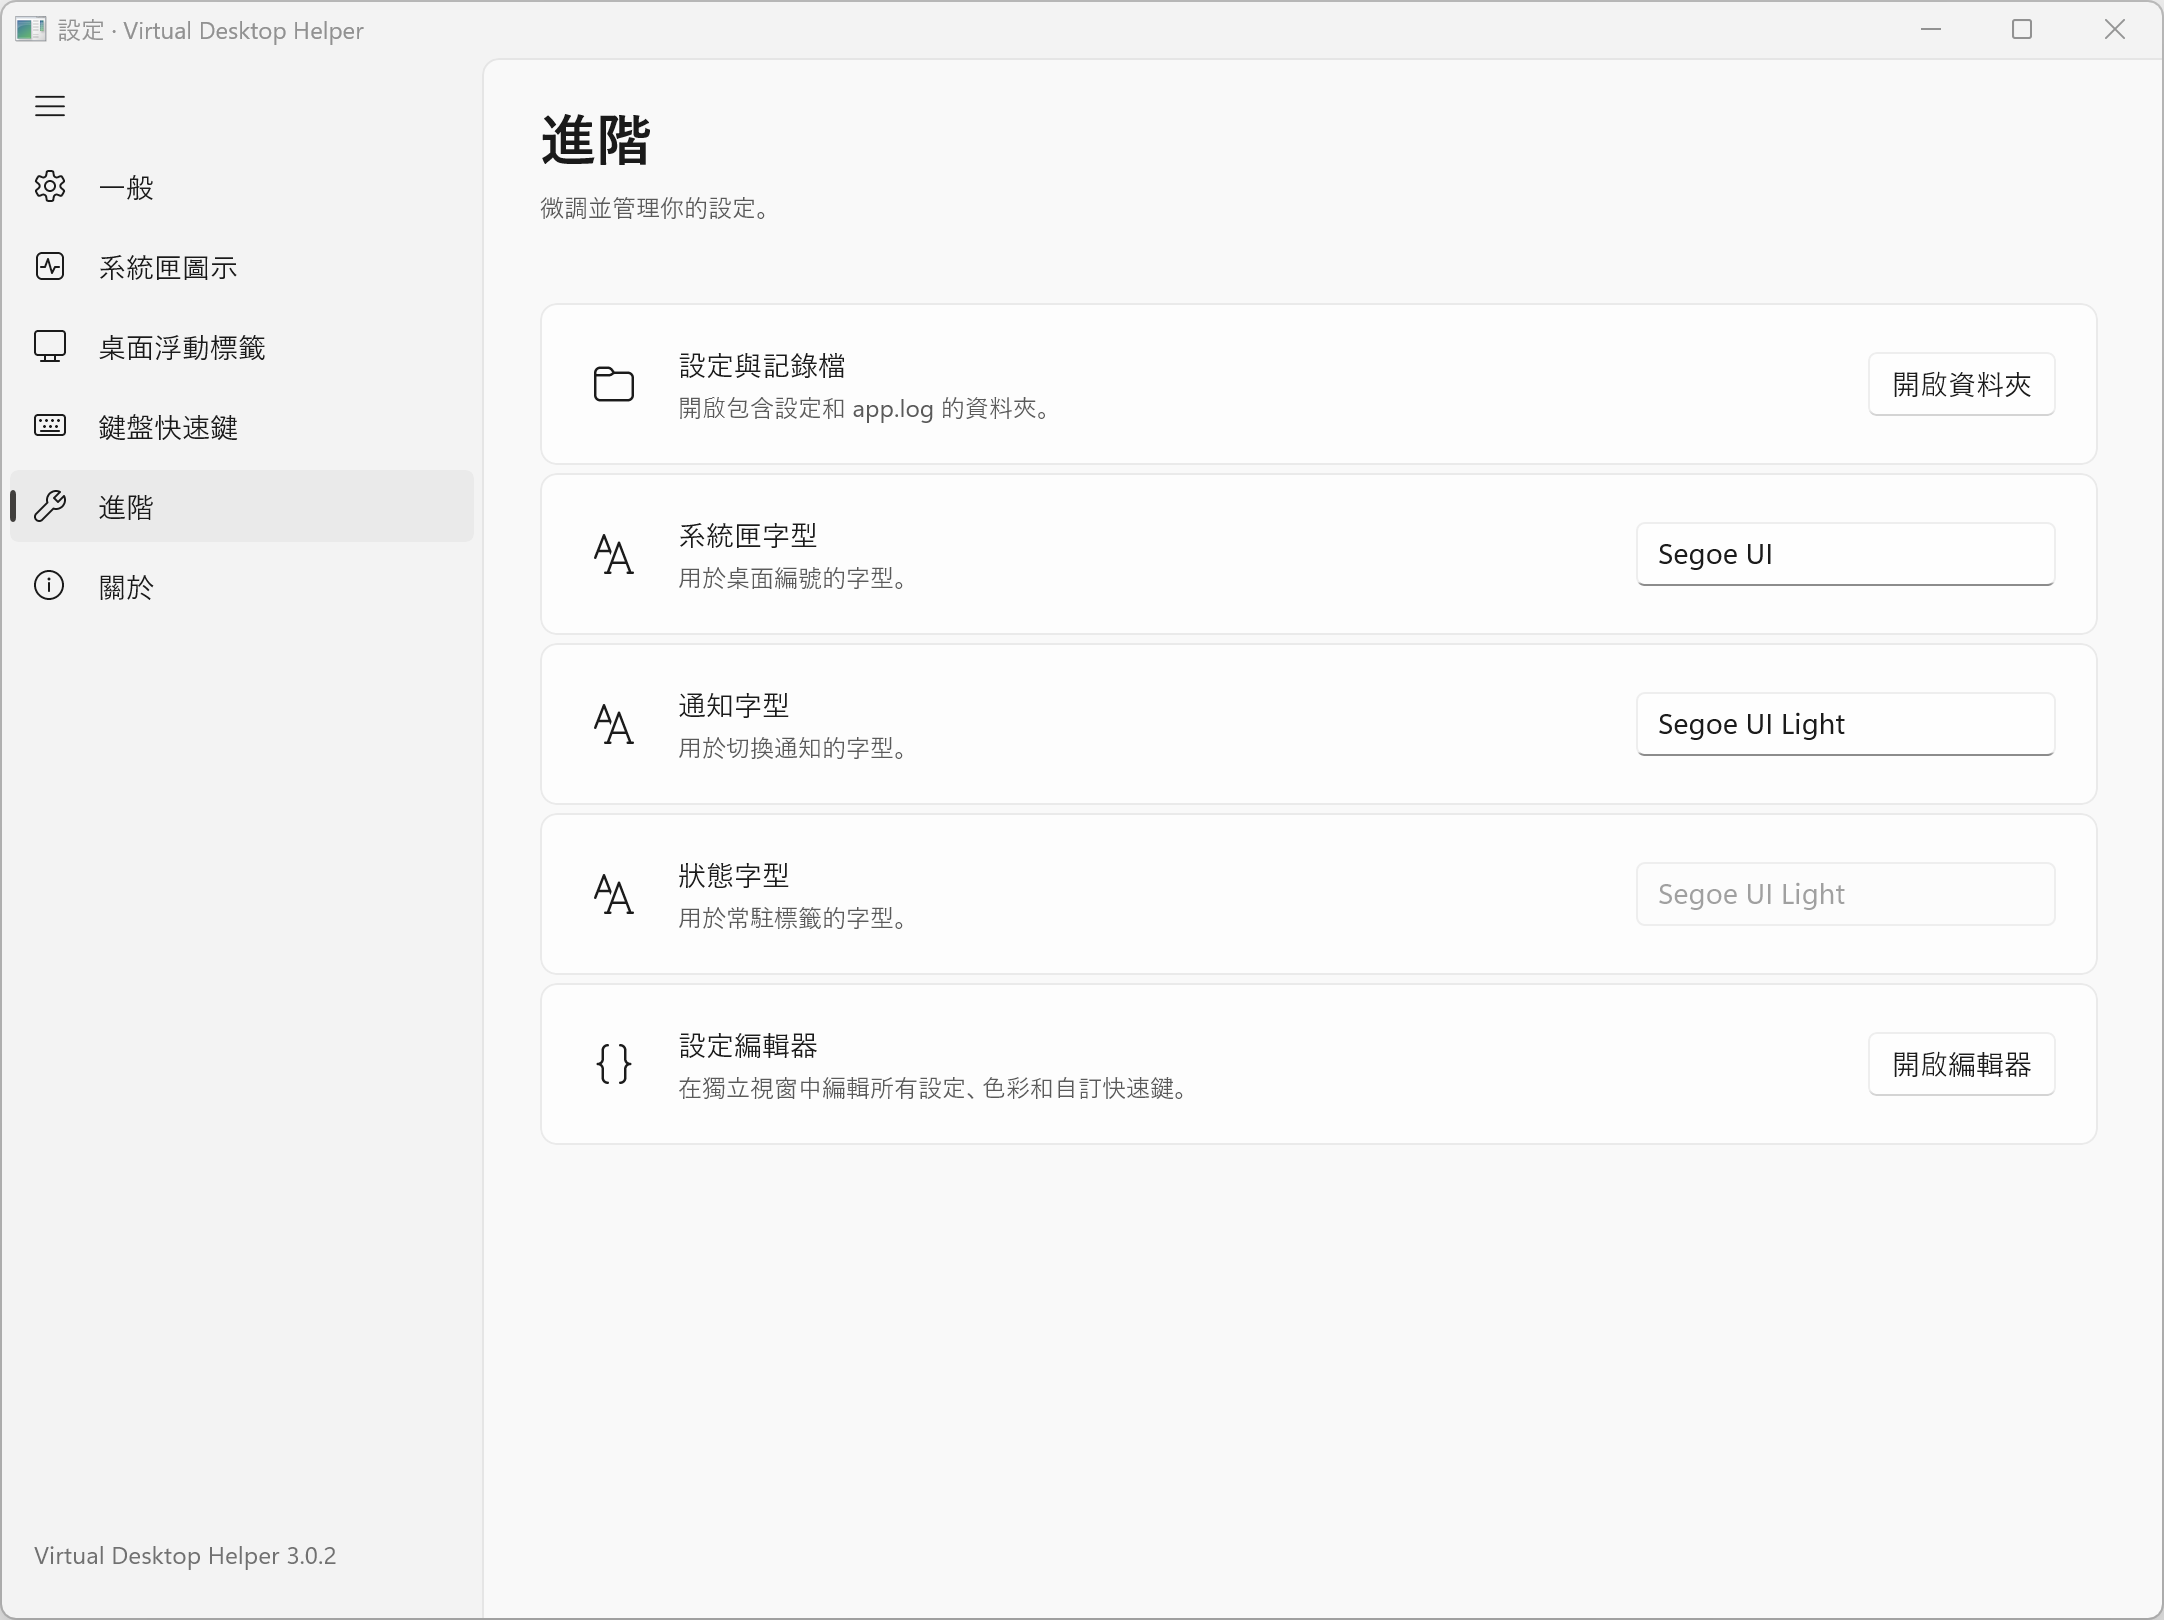 設定 · Virtual Desktop Helper
一般
系統匣圖示
桌面浮動標籤
鍵盤快速鍵
進階
關於
Virtual Desktop Helper 3.0.2
進階
微調並管理你的設定。
設定與記錄檔
開啟包含設定和 app.log 的資料夾。
開啟資料夾
系統匣字型
用於桌面編號的字型。
Segoe UI
通知字型
用於切換通知的字型。
Segoe UI Light
狀態字型
用於常駐標籤的字型。
Segoe UI Light
設定編輯器
在獨立視窗中編輯所有設定、色彩和自訂快速鍵。
開啟編輯器